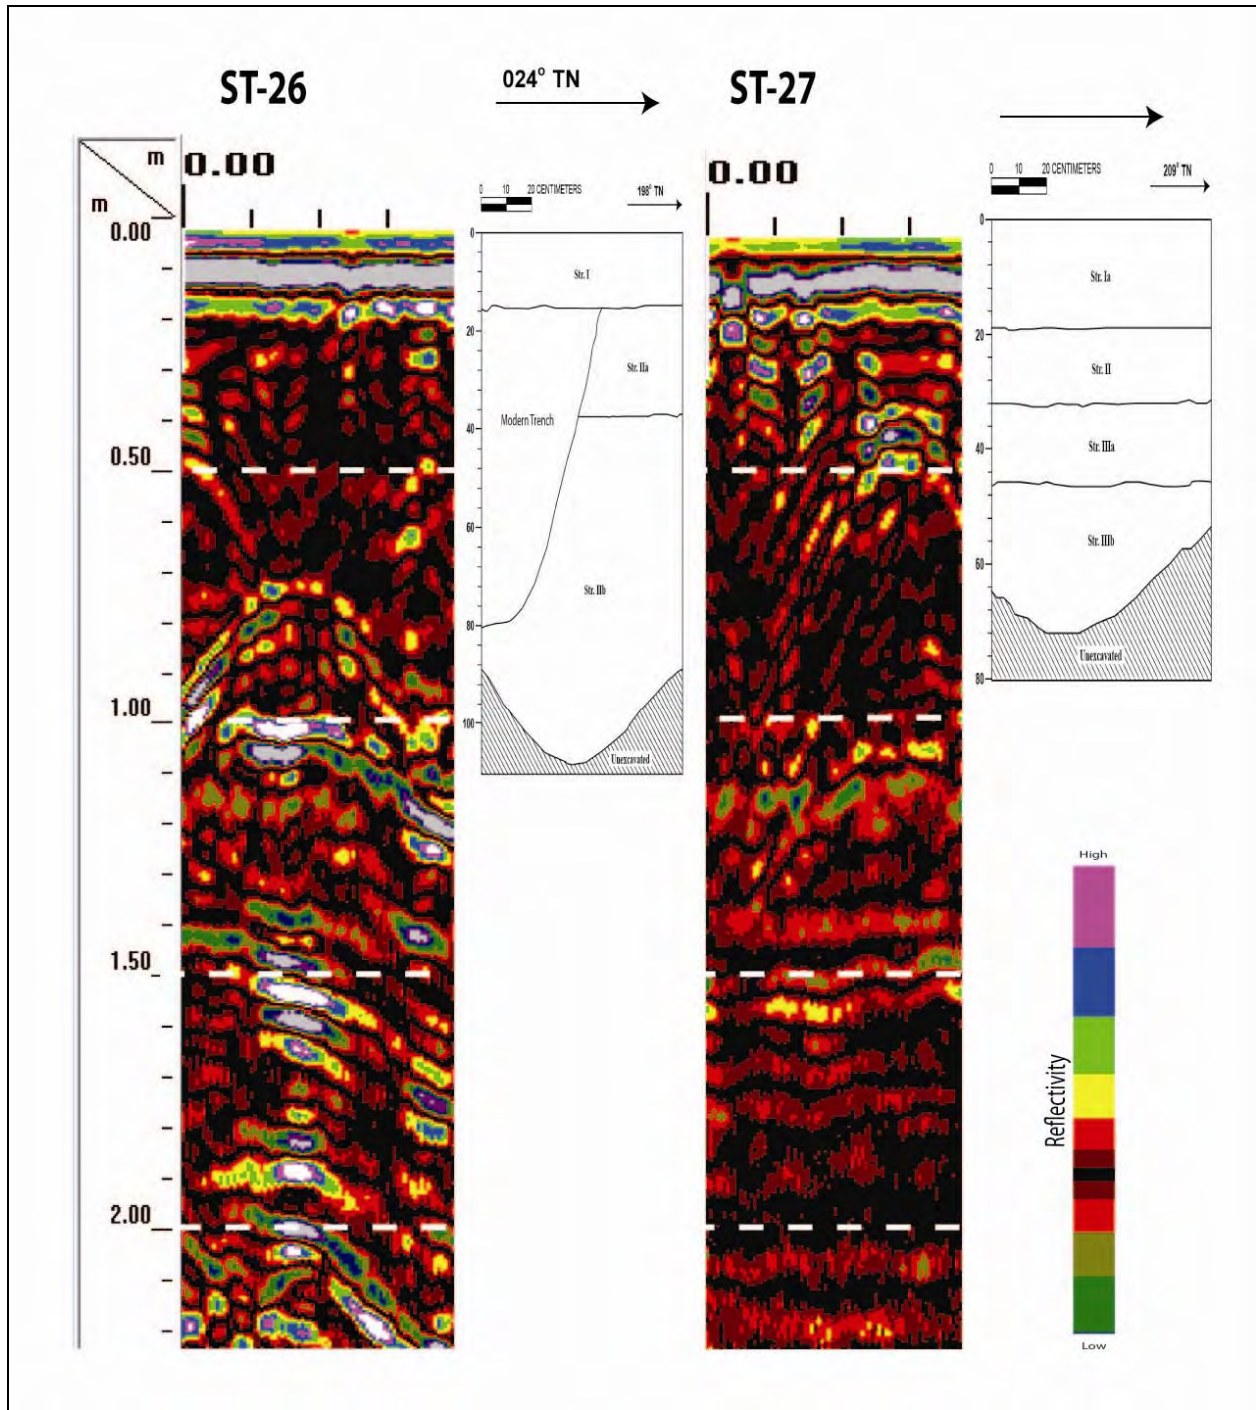 ST-26
024° TN
ST-27
m
m
0.00
0.00
0.50
1.00
1.50
2.00
0.00
0 10 20 CENTIMETERS
198° TN
0
20
40
60
80
100
Str. I
Str. IIa
Modern Trench
Str. IIb
Unexcavated
0.00
0 10 20 CENTIMETERS
209° TN
0
20
40
60
80
Str. Ia
Str. II
Str. IIIa
Str. IIIb
Unexcavated
High
Reflectivity
Low